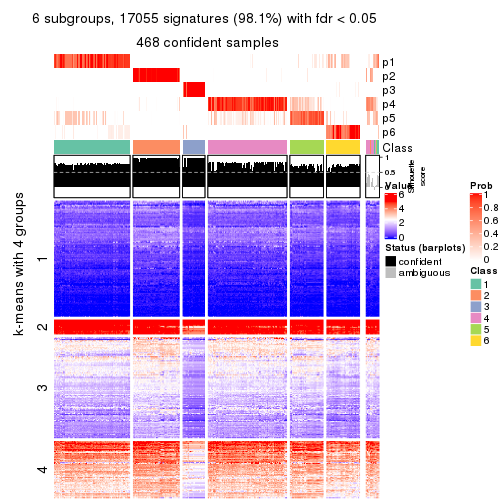 6 subgroups, 17055 signatures (98.1%) with fdr < 0.05
468 confident samples
p1
p2
p3
p4
p5
p6
Class
1
0.5
0
Silhouette
score
k-means with 4 groups
1
2
3
4
Value
6
4
2
0
Status (barplots)
confident
ambiguous
Prob
1
0.8
0.6
0.4
0.2
0
Class
1
2
3
4
5
6